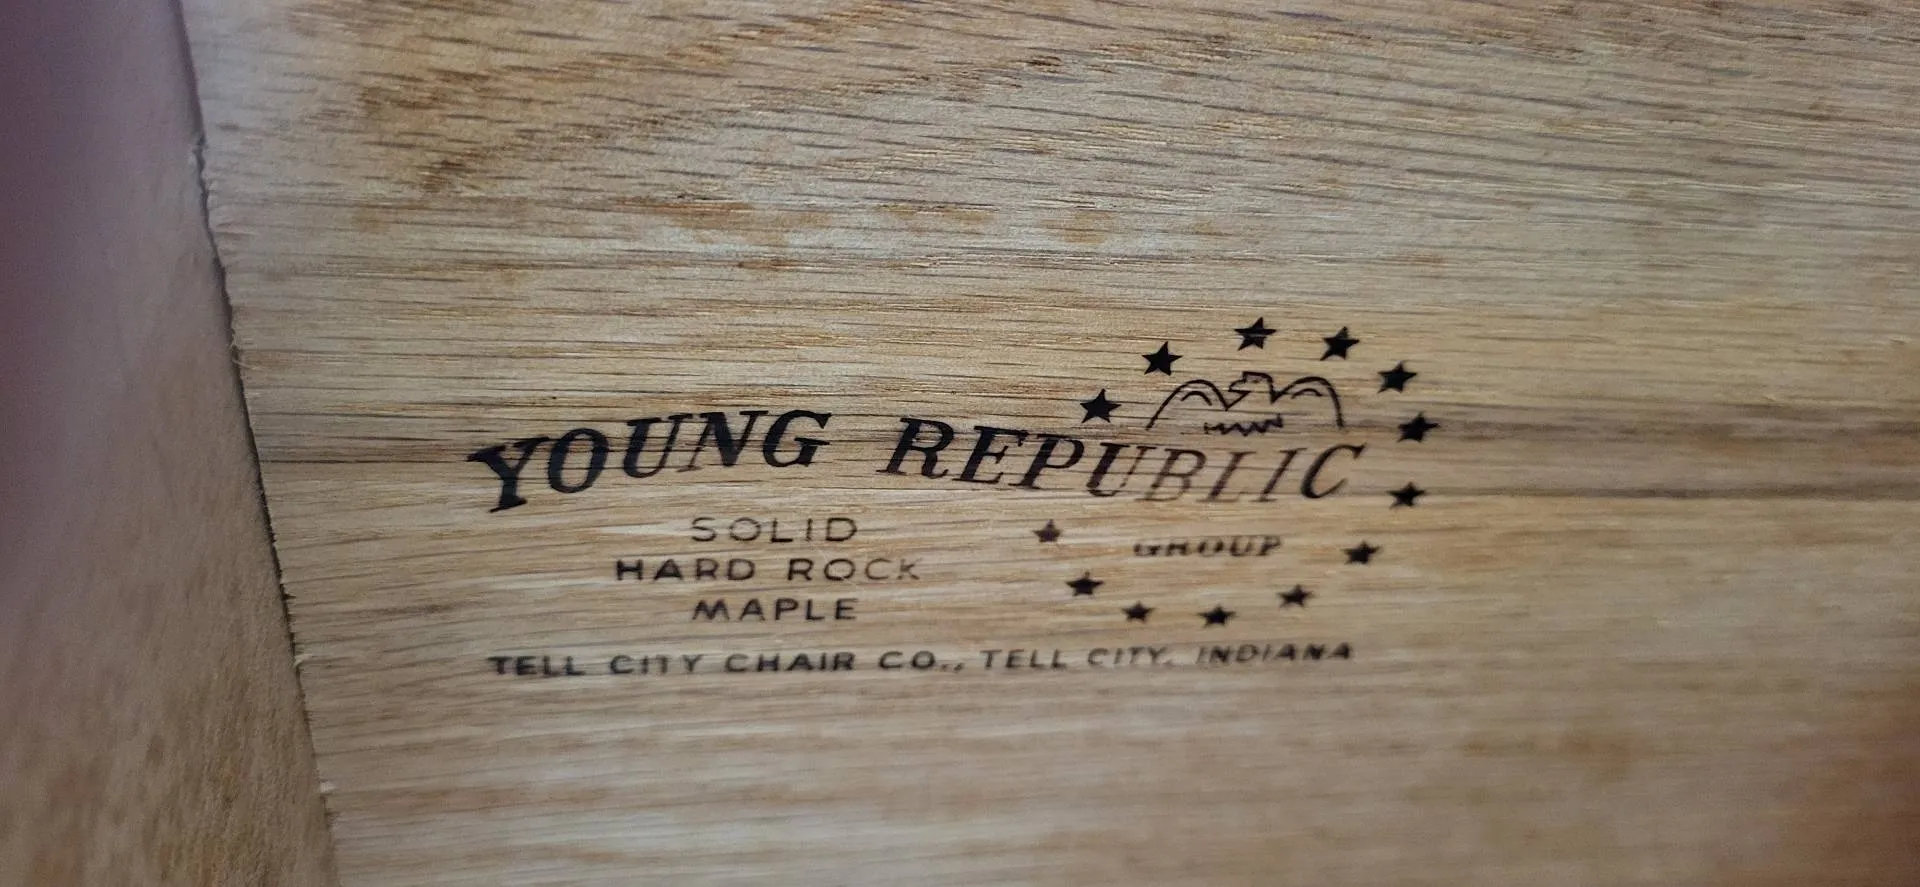 YOUNG REPUBLIC
SOLID
HARD ROCK
MAPLE
GROUP
TELL CITY CHAIR CO., TELL CITY, INDIANA